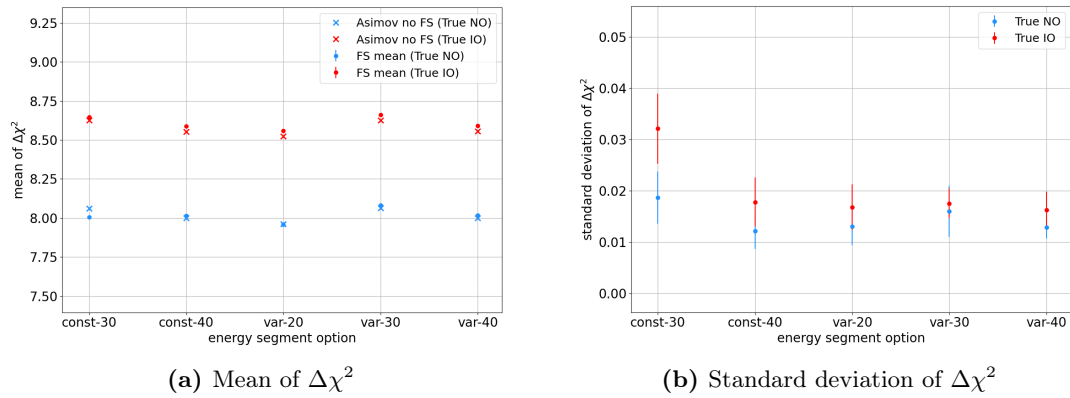 9.25
9.00
8.75
8.50
8.25
8.00
7.75
7.50
mean of Δχ²
× Asimov no FS (True NO)
× Asimov no FS (True IO)
FS mean (True NO)
FS mean (True IO)
const-30 const-40 var-20 var-30 var-40
energy segment option
(a) Mean of Δχ²
0.05
0.04
0.03
0.02
0.01
0.00
standard deviation of Δχ²
True NO
True IO
const-30 const-40 var-20 var-30 var-40
energy segment option
(b) Standard deviation of Δχ²